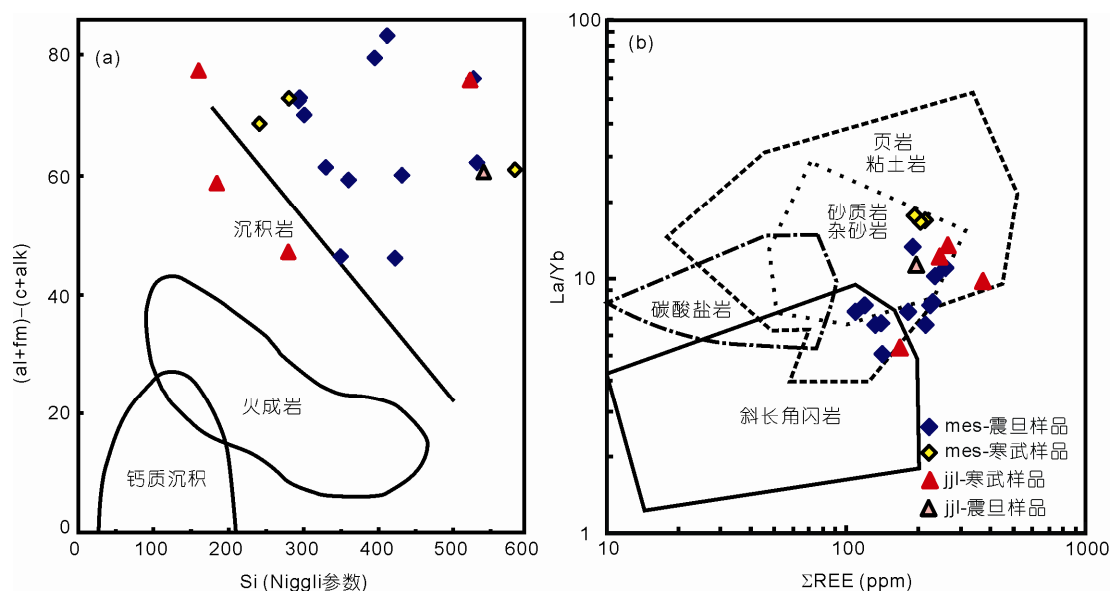 (a)
80
60
40
20
0
(al+fm)–(c+alk)
沉积岩
火成岩
钙质沉积
0 100 200 300 400 500 600
Si (Niggli参数)
(b)
100
10
1
La/Yb
页岩
粘土岩
砂质岩
杂砂岩
碳酸盐岩
斜长角闪岩
mes-震旦样品
mes-寒武样品
jjl-寒武样品
jjl-震旦样品
10 100 1000
ΣREE (ppm)